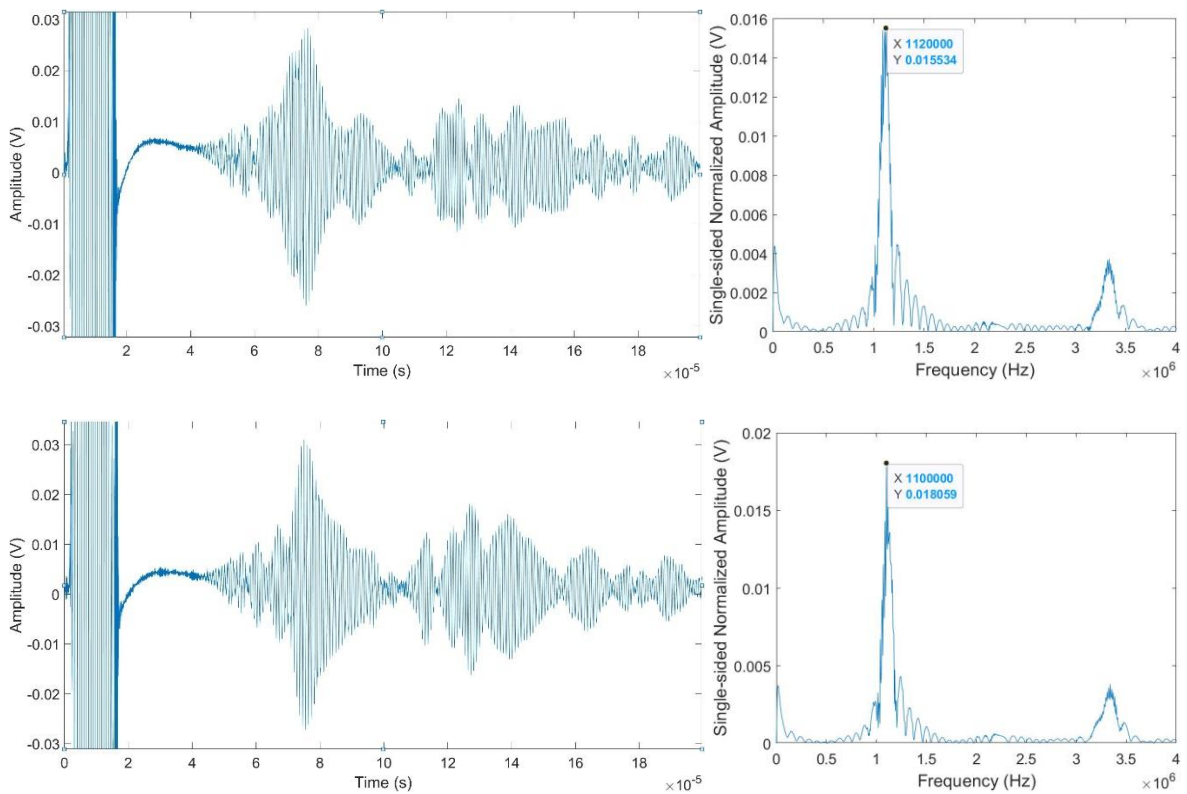 0.03
0.02
0.01
0
-0.01
-0.02
-0.03
Amplitude (V)
2 4 6 8 10 12 14 16 18
Time (s)
×10-5
0.016
0.014
0.012
0.01
0.008
0.006
0.004
0.002
0
Single-sided Normalized Amplitude (V)
X 1120000
Y 0.015534
0 0.5 1 1.5 2 2.5 3 3.5 4
Frequency (Hz)
×106
0.03
0.02
0.01
0
-0.01
-0.02
-0.03
Amplitude (V)
0 2 4 6 8 10 12 14 16 18
Time (s)
×10-5
0.02
0.015
0.01
0.005
0
Single-sided Normalized Amplitude (V)
X 1100000
Y 0.018059
0 0.5 1 1.5 2 2.5 3 3.5 4
Frequency (Hz)
×106